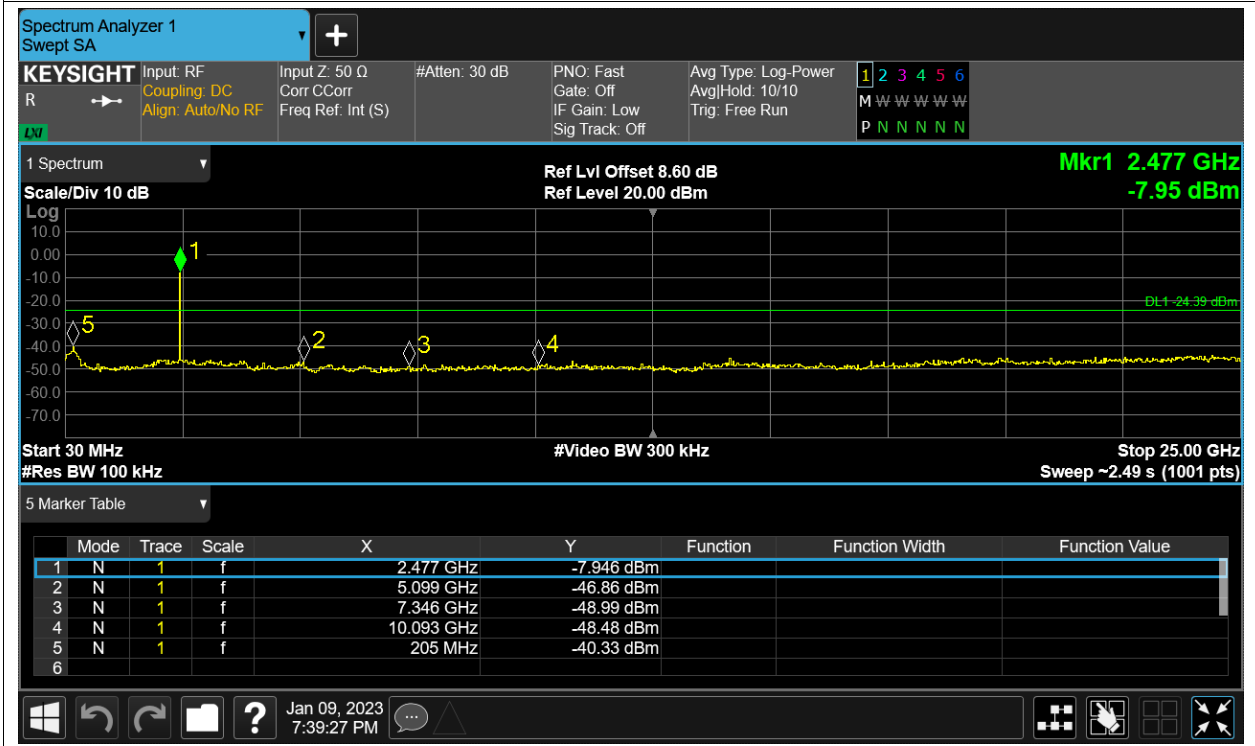 Spectrum Analyzer 1
Swept SA
+
KEYSIGHT Input: RF Input Z: 50 Ω #Atten: 30 dB PNO: Fast Avg Type: Log-Power 1 2 3 4 5 6
R Coupling: DC Corr CCorr Gate: Off Avg|Hold: 10/10 M W W W W W
Align: Auto/No RF Freq Ref: Int (S) IF Gain: Low Trig: Free Run
LXI Sig Track: Off P N N N N N
1 Spectrum Ref Lvl Offset 8.60 dB Mkr1 2.477 GHz
Scale/Div 10 dB Ref Level 20.00 dBm -7.95 dBm
Log
10.0
0.00 1
-10.0
-20.0 DL1 -24.39 dBm
-30.0 5
-40.0 2 3 4
-50.0
-60.0
-70.0
Start 30 MHz #Video BW 300 kHz Stop 25.00 GHz
#Res BW 100 kHz Sweep ~2.49 s (1001 pts)
5 Marker Table
Mode Trace Scale X Y Function Function Width Function Value
1 N 1 f 2.477 GHz -7.946 dBm
2 N 1 f 5.099 GHz -46.86 dBm
3 N 1 f 7.346 GHz -48.99 dBm
4 N 1 f 10.093 GHz -48.48 dBm
5 N 1 f 205 MHz -40.33 dBm
6
? Jan 09, 2023
7:39:27 PM